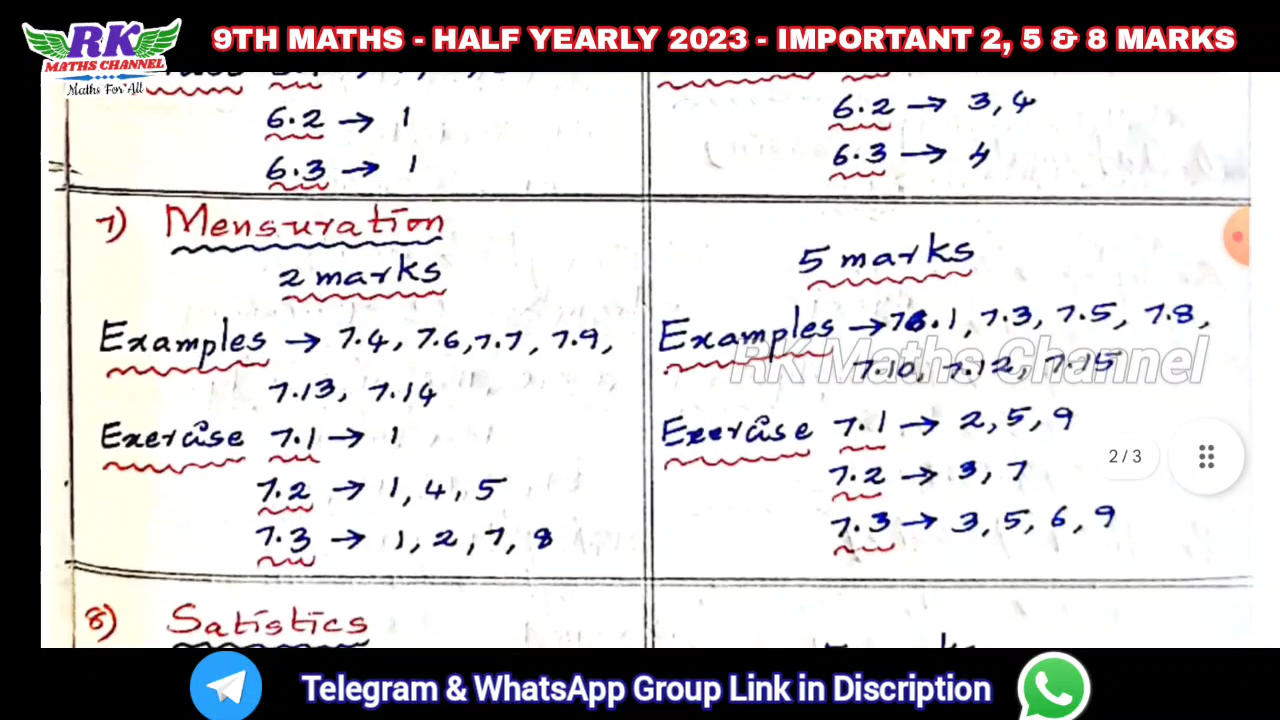 RK
MATHS CHANNEL
Maths For All
9TH MATHS - HALF YEARLY 2023 - IMPORTANT 2, 5 & 8 MARKS
6.2 → 1
6.3 → 1
6.2 → 3, 4
6.3 → 4
7) Mensuration
2 marks
Examples → 7.4, 7.6, 7.7, 7.9,
7.13, 7.14
Exercise 7.1 → 1
7.2 → 1, 4, 5
7.3 → 1, 2, 7, 8
5 marks
Examples → 7.1, 7.3, 7.5, 7.8,
7.10, 7.12, 7.15
Exercise 7.1 → 2, 5, 9
7.2 → 3, 7
7.3 → 3, 5, 6, 9
RK Maths Channel
2 / 3
8) Satistics
Telegram & WhatsApp Group Link in Discription